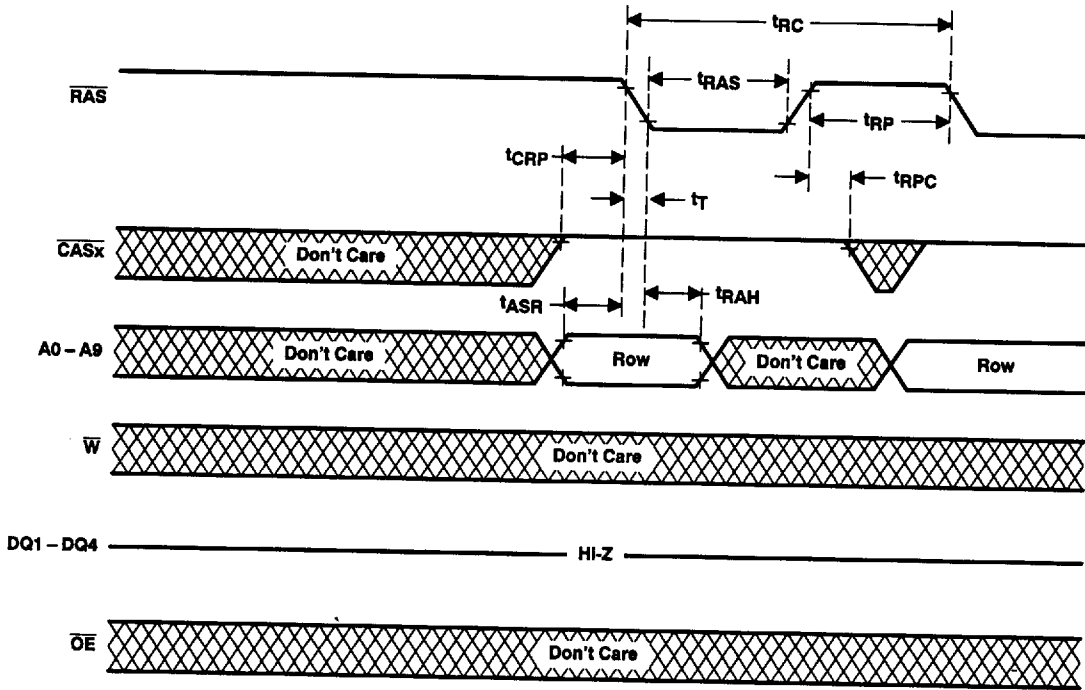 tRC
RAS
tRAS
tRP
tCRP
tRPC
tT
CASx
Don't Care
tASR
tRAH
A0 – A9
Don't Care
Row
Don't Care
Row
W
Don't Care
DQ1 – DQ4
HI-Z
OE
Don't Care